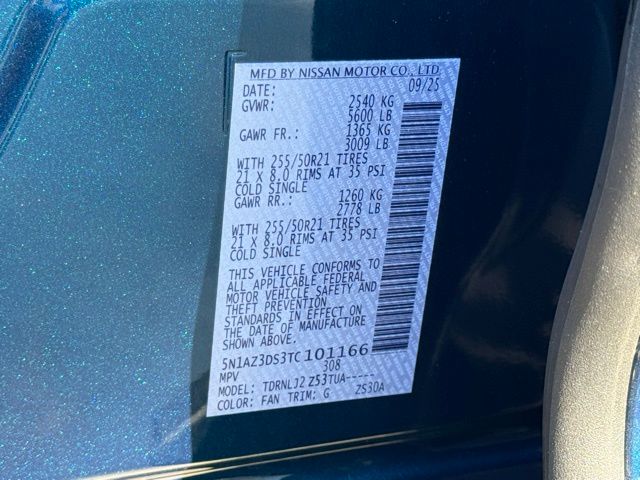 MFD BY NISSAN MOTOR CO., LTD.
DATE: 09/25
GVWR: 2540 KG
5600 LB
GAWR FR.: 1365 KG
3009 LB
WITH 255/50R21 TIRES
21 X 8.0 RIMS AT 35 PSI
COLD SINGLE
GAWR RR.: 1260 KG
2778 LB
WITH 255/50R21 TIRES
21 X 8.0 RIMS AT 35 PSI
COLD SINGLE
THIS VEHICLE CONFORMS TO
ALL APPLICABLE FEDERAL
MOTOR VEHICLE SAFETY AND
THEFT PREVENTION
STANDARDS IN EFFECT ON
THE DATE OF MANUFACTURE
SHOWN ABOVE.
5N1AZ3DS3TC101166
MPV 308
MODEL: TDRNLJ2 Z53TUA-----
COLOR: FAN TRIM: G ZS30A